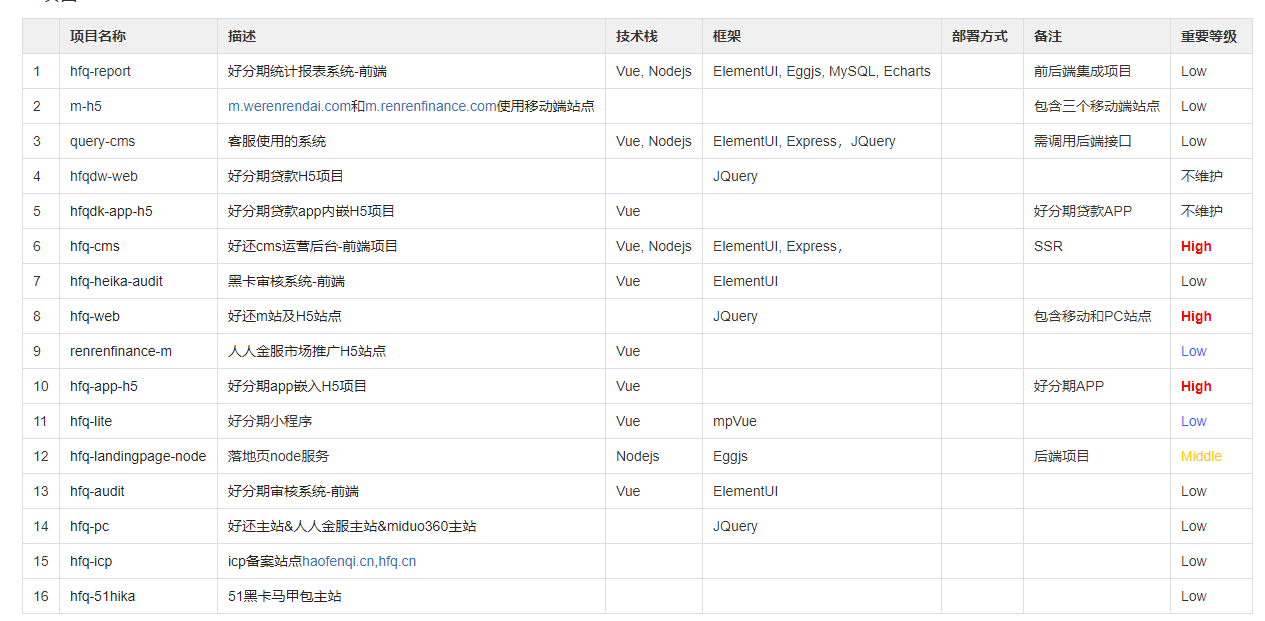 项目名称 描述 技术栈 框架 部署方式 备注 重要等级
1 hfq-report 好分期统计报表系统-前端 Vue, Nodejs ElementUI, Eggjs, MySQL, Echarts 前后端集成项目 Low
2 m-h5 m.werenrendai.com和m.renrenfinance.com使用移动端站点 包含三个移动端站点 Low
3 query-cms 客服使用的系统 Vue, Nodejs ElementUI, Express，JQuery 需调用后端接口 Low
4 hfqdw-web 好分期贷款H5项目 JQuery 不维护
5 hfqdk-app-h5 好分期贷款app内嵌H5项目 Vue 好分期贷款APP 不维护
6 hfq-cms 好还cms运营后台-前端项目 Vue, Nodejs ElementUI, Express， SSR High
7 hfq-heika-audit 黑卡审核系统-前端 Vue ElementUI Low
8 hfq-web 好还m站及H5站点 JQuery 包含移动和PC站点 High
9 renrenfinance-m 人人金服市场推广H5站点 Vue Low
10 hfq-app-h5 好分期app嵌入H5项目 Vue 好分期APP High
11 hfq-lite 好分期小程序 Vue mpVue Low
12 hfq-landingpage-node 落地页node服务 Nodejs Eggjs 后端项目 Middle
13 hfq-audit 好分期审核系统-前端 Vue ElementUI Low
14 hfq-pc 好还主站&人人金服主站&miduo360主站 JQuery Low
15 hfq-icp icp备案站点haofenqi.cn,hfq.cn Low
16 hfq-51hika 51黑卡马甲包主站 Low